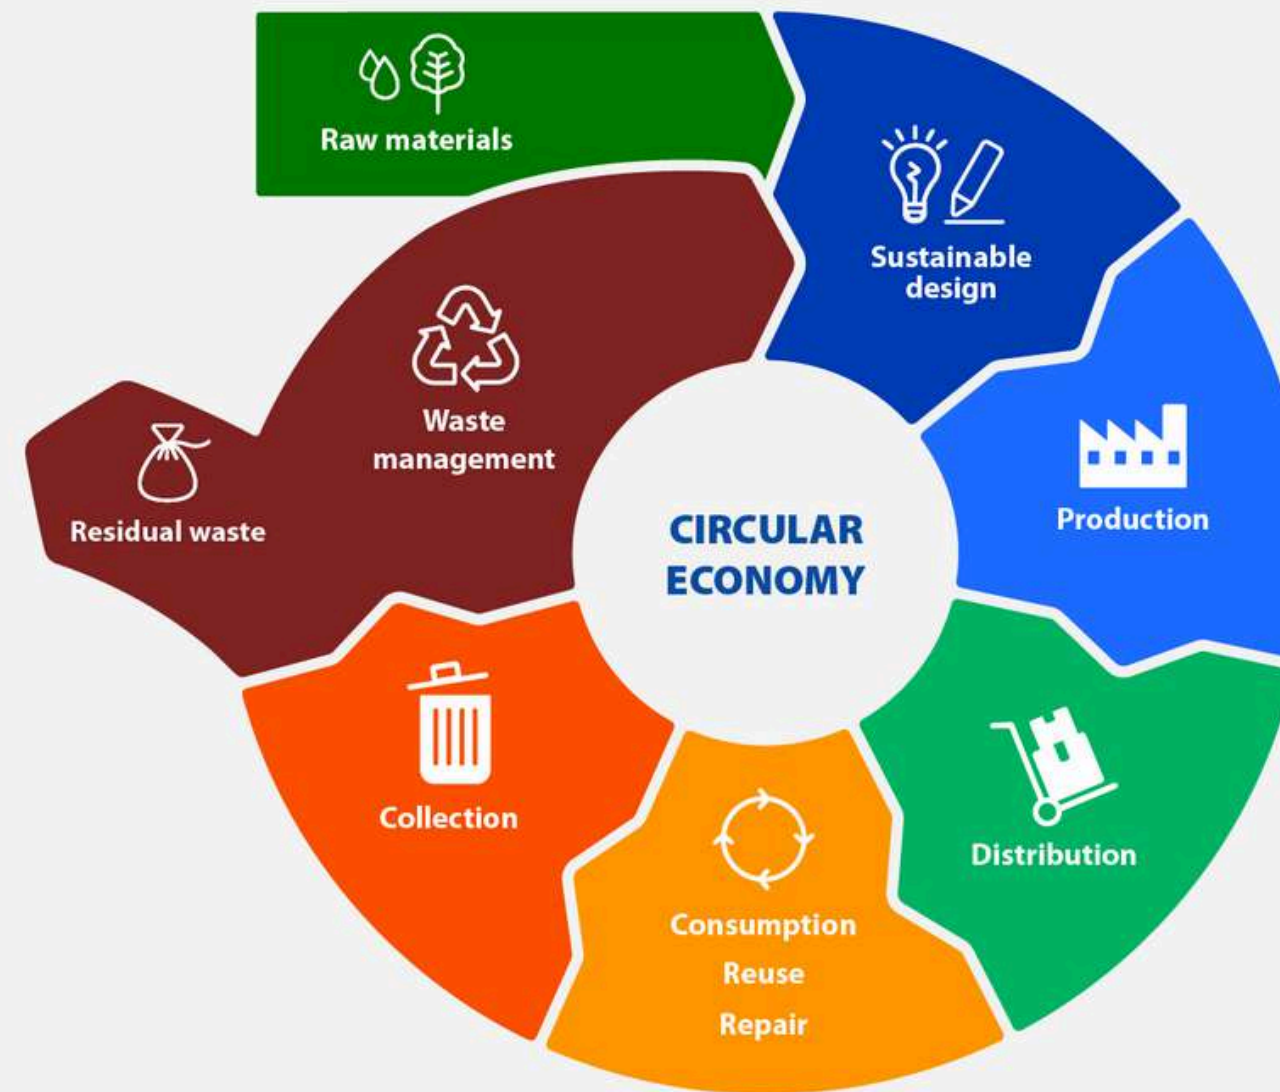 Raw materials
Sustainable
design
Production
Distribution
Consumption
Reuse
Repair
Collection
Waste
management
Residual waste
CIRCULAR
ECONOMY